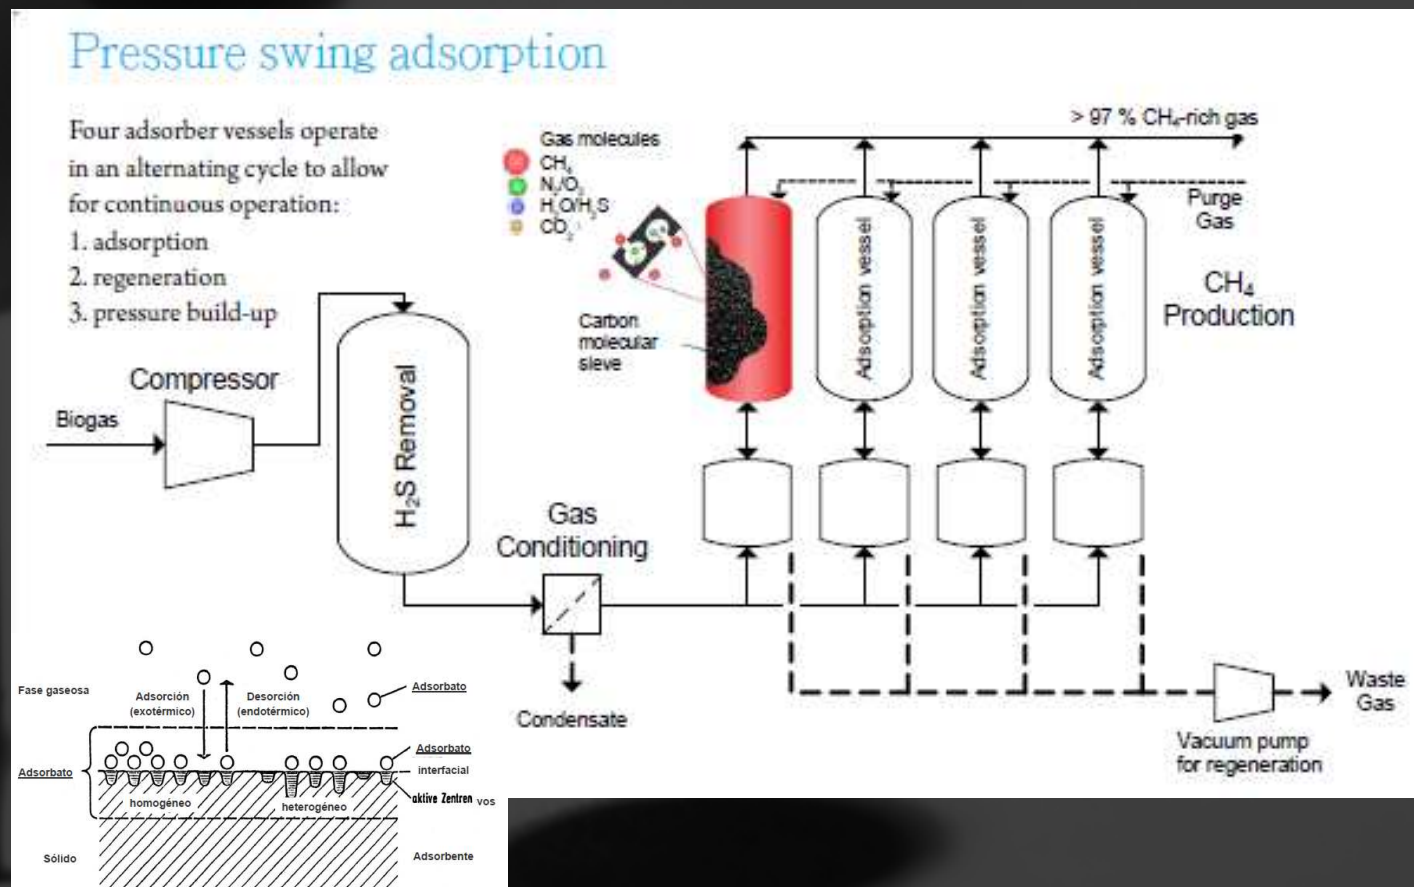 Pressure swing adsorption
Four adsorber vessels operate
in an alternating cycle to allow
for continuous operation:
1. adsorption
2. regeneration
3. pressure build-up
Gas molecules
CH₄
N₂/O₂
H₂O/H₂S
CO₂
Carbon
molecular
sieve
> 97 % CH₄-rich gas
Purge
Gas
Adsorption vessel
Adsorption vessel
Adsorption vessel
CH₄
Production
Compressor
Biogas
H₂S Removal
Gas
Conditioning
Condensate
Waste
Gas
Vacuum pump
for regeneration
Fase gaseosa
Adsorción
(exotérmico)
Desorción
(endotérmico)
Adsorbato
Adsorbato
Adsorbato
interfacial
homogéneo
heterogéneo
aktive Zentren vos
Sólido
Adsorbente